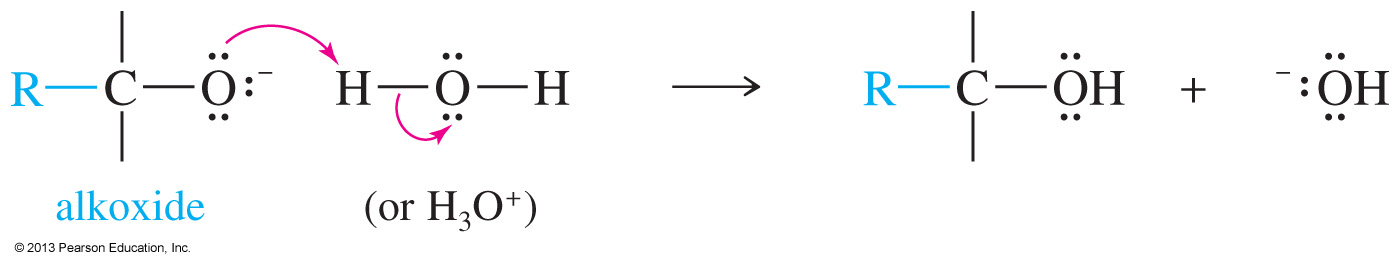 R—C—O:⁻ H—O—H ⟶ R—C—OH + ⁻:OH
alkoxide (or H₃O⁺)
© 2013 Pearson Education, Inc.